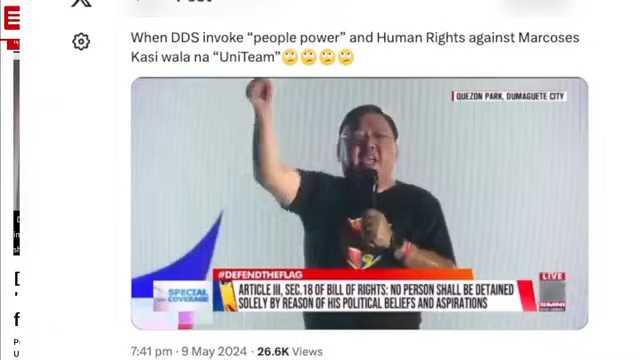 When DDS invoke “people power” and Human Rights against Marcoses
Kasi wala na “UniTeam”🙄🙄🙄🙄
QUEZON PARK, DUMAGUETE CITY
#DEFENDTHEFLAG
LIVE
SPECIAL
COVERAGE
ARTICLE III, SEC.18 OF BILL OF RIGHTS: NO PERSON SHALL BE DETAINED
SOLELY BY REASON OF HIS POLITICAL BELIEFS AND ASPIRATIONS
7:41 pm · 9 May 2024 · 26.6K Views